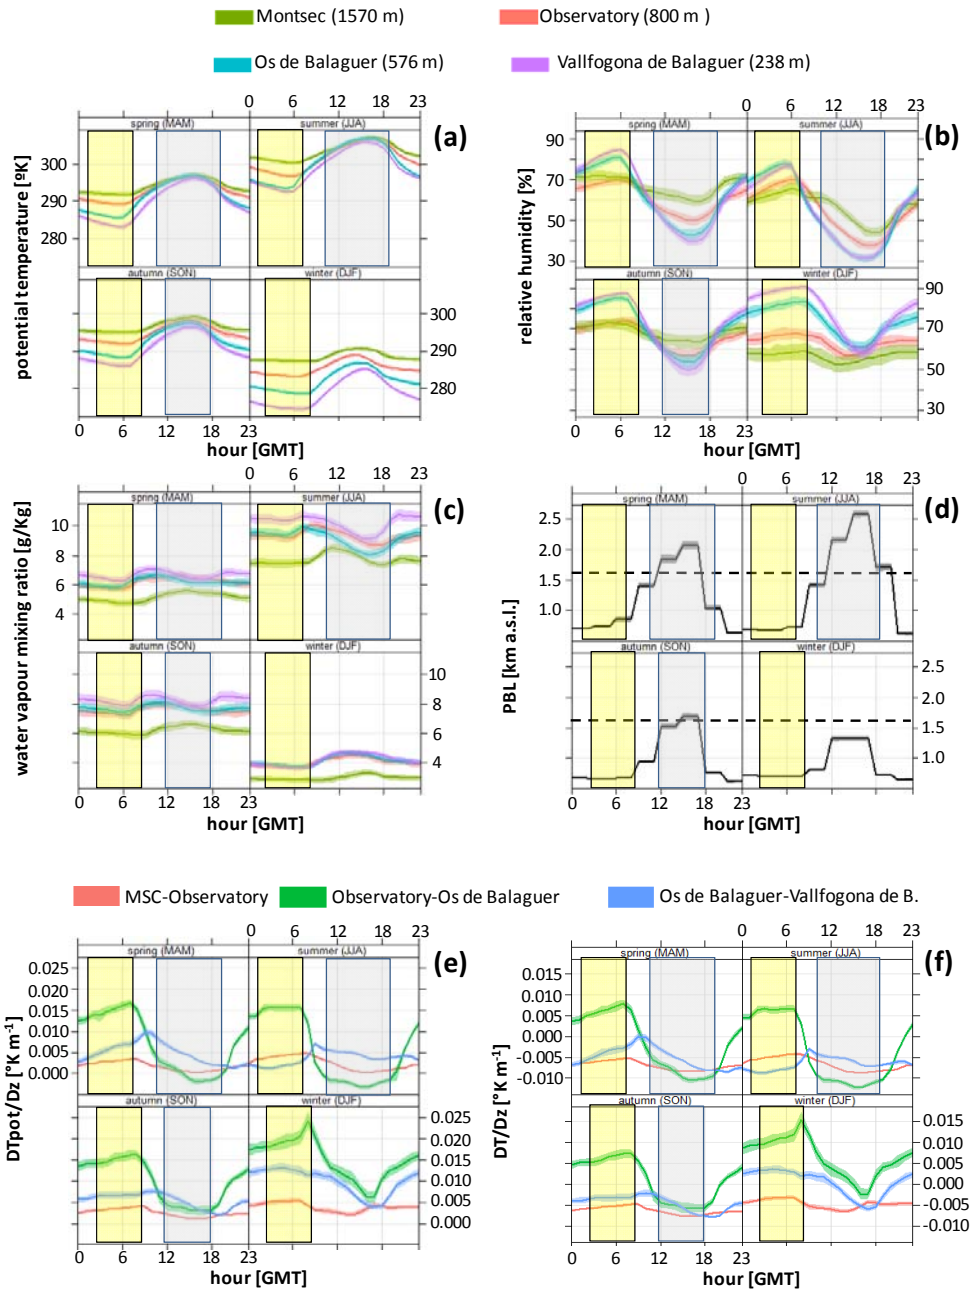 Montsec (1570 m)
Observatory (800 m )
Os de Balaguer (576 m)
Vallfogona de Balaguer (238 m)
0 6 12 18 23
0 6 12 18 23
spring (MAM)
summer (JJA)
(a)
spring (MAM)
summer (JJA)
(b)
300
290
280
90
70
50
30
autumn (SON)
winter (DJF)
autumn (SON)
winter (DJF)
300
290
280
90
70
50
30
potential temperature [ºK]
relative humidity [%]
0 6 12 18 23
0 6 12 18 23
hour [GMT]
hour [GMT]
0 6 12 18 23
0 6 12 18 23
spring (MAM)
summer (JJA)
(c)
spring (MAM)
summer (JJA)
(d)
10
8
6
4
2.5
2.0
1.5
1.0
autumn (SON)
winter (DJF)
autumn (SON)
winter (DJF)
10
8
6
4
2.5
2.0
1.5
1.0
water vapour mixing ratio [g/Kg]
PBL [km a.s.l.]
0 6 12 18 23
0 6 12 18 23
hour [GMT]
hour [GMT]
MSC-Observatory
Observatory-Os de Balaguer
Os de Balaguer-Vallfogona de B.
0 6 12 18 23
0 6 12 18 23
spring (MAM)
summer (JJA)
(e)
spring (MAM)
summer (JJA)
(f)
0.025
0.020
0.015
0.010
0.005
0.000
0.015
0.010
0.005
0.000
-0.005
-0.010
autumn (SON)
winter (DJF)
autumn (SON)
winter (DJF)
0.025
0.020
0.015
0.010
0.005
0.000
0.015
0.010
0.005
0.000
-0.005
-0.010
DTpot/Dz [°K m⁻¹]
DT/Dz [°K m⁻¹]
0 6 12 18 23
0 6 12 18 23
hour [GMT]
hour [GMT]